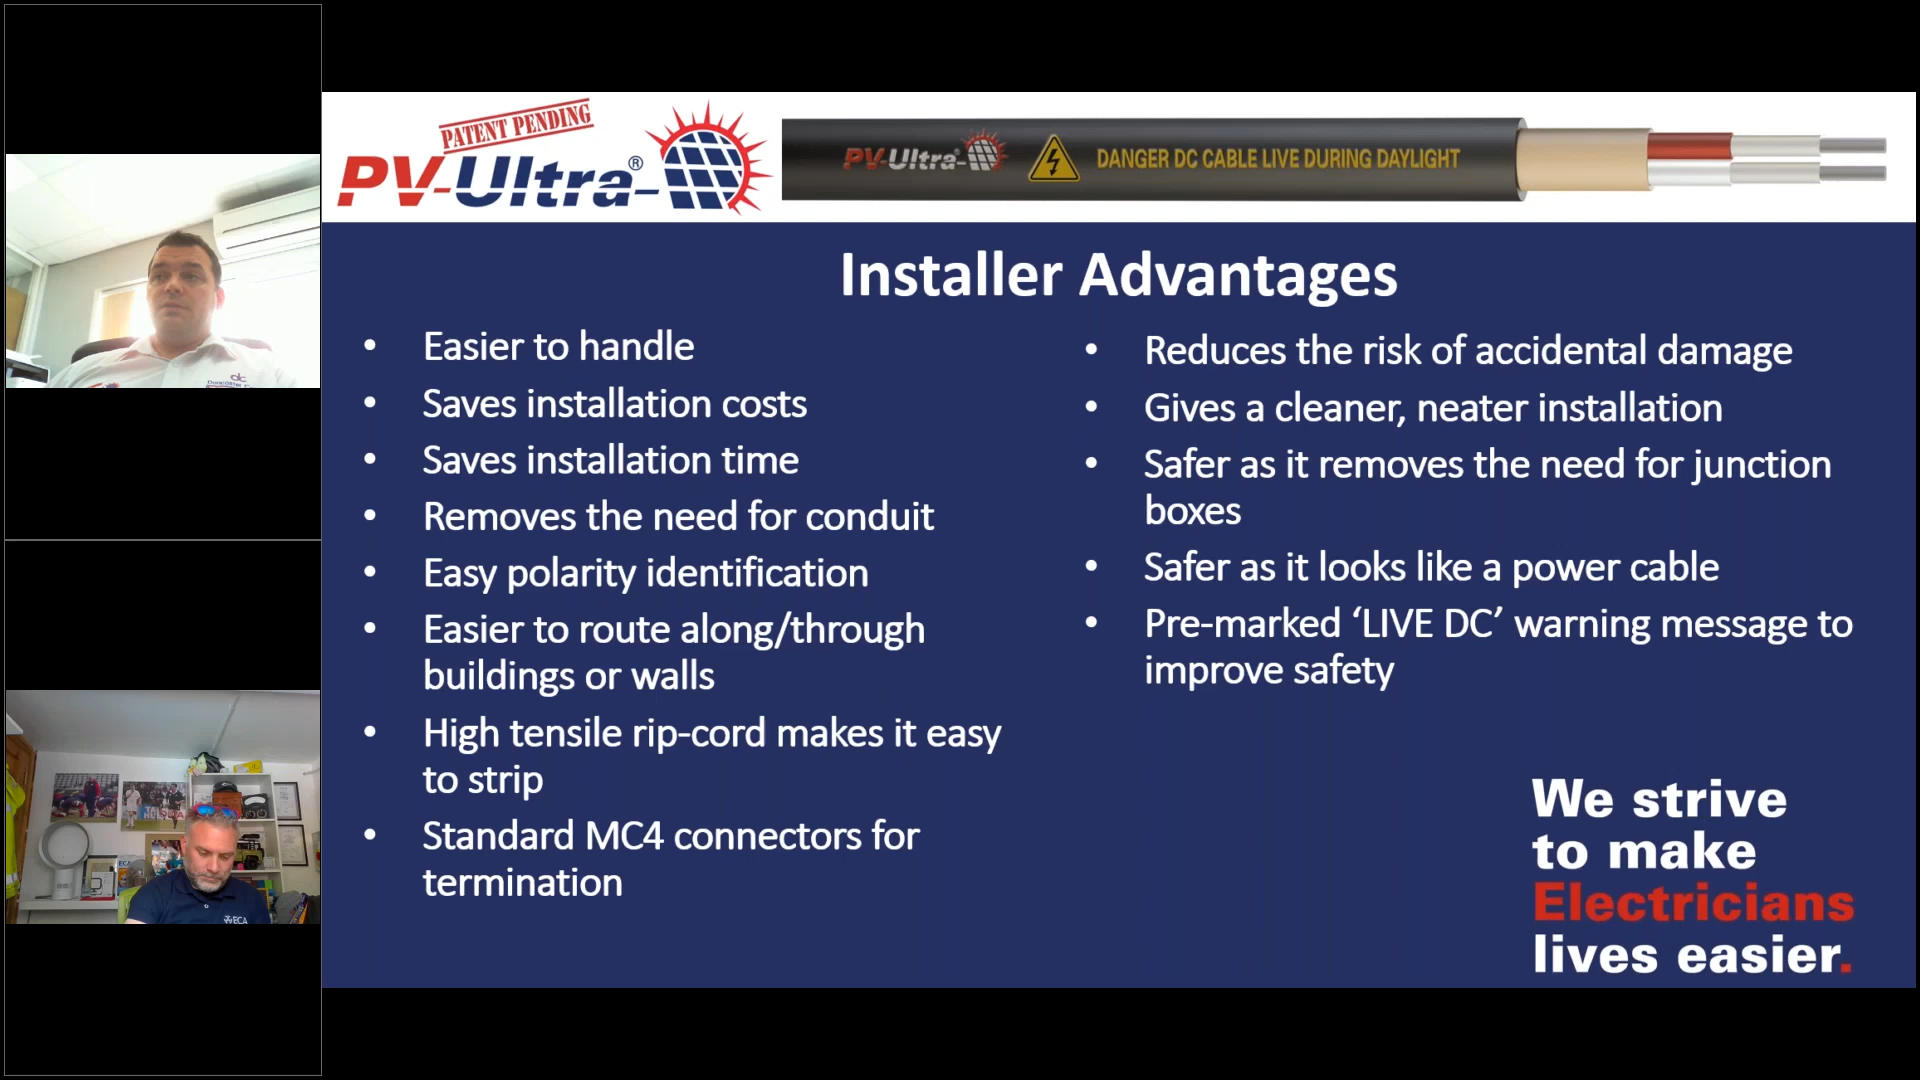 PATENT PENDING
PV-Ultra®
PV-Ultra
DANGER DC CABLE LIVE DURING DAYLIGHT
Installer Advantages
• Easier to handle
• Saves installation costs
• Saves installation time
• Removes the need for conduit
• Easy polarity identification
• Easier to route along/through
buildings or walls
• High tensile rip-cord makes it easy
to strip
• Standard MC4 connectors for
termination
• Reduces the risk of accidental damage
• Gives a cleaner, neater installation
• Safer as it removes the need for junction
boxes
• Safer as it looks like a power cable
• Pre-marked ‘LIVE DC’ warning message to
improve safety
We strive
to make
Electricians
lives easier.
dc
ECA